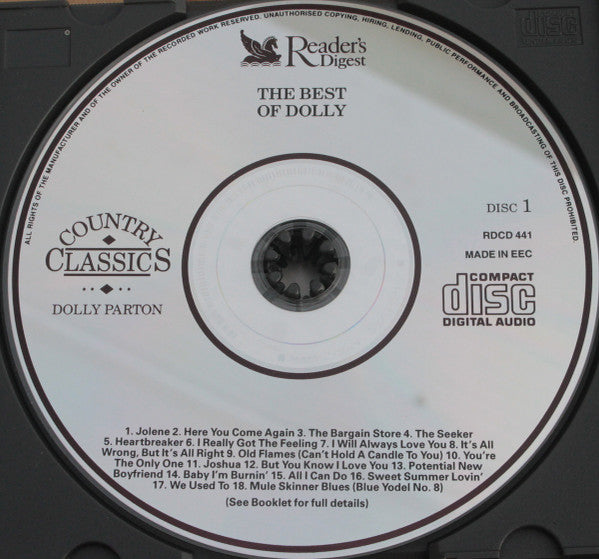 ALL RIGHTS OF THE MANUFACTURER AND OF THE OWNER OF THE RECORDED WORK RESERVED. UNAUTHORISED COPYING, HIRING, LENDING, PUBLIC PERFORMANCE AND BROADCASTING OF THIS DISC PROHIBITED.
Reader's
Digest
THE BEST
OF DOLLY
DISC 1
RDCD 441
MADE IN EEC
COUNTRY
CLASSICS
DOLLY PARTON
COMPACT
disc
DIGITAL AUDIO
1. Jolene 2. Here You Come Again 3. The Bargain Store 4. The Seeker
5. Heartbreaker 6. I Really Got The Feeling 7. I Will Always Love You 8. It's All
Wrong, But It's All Right 9. Old Flames (Can't Hold A Candle To You) 10. You're
The Only One 11. Joshua 12. But You Know I Love You 13. Potential New
Boyfriend 14. Baby I'm Burnin' 15. All I Can Do 16. Sweet Summer Lovin'
17. We Used To 18. Mule Skinner Blues (Blue Yodel No. 8)
(See Booklet for full details)
disc